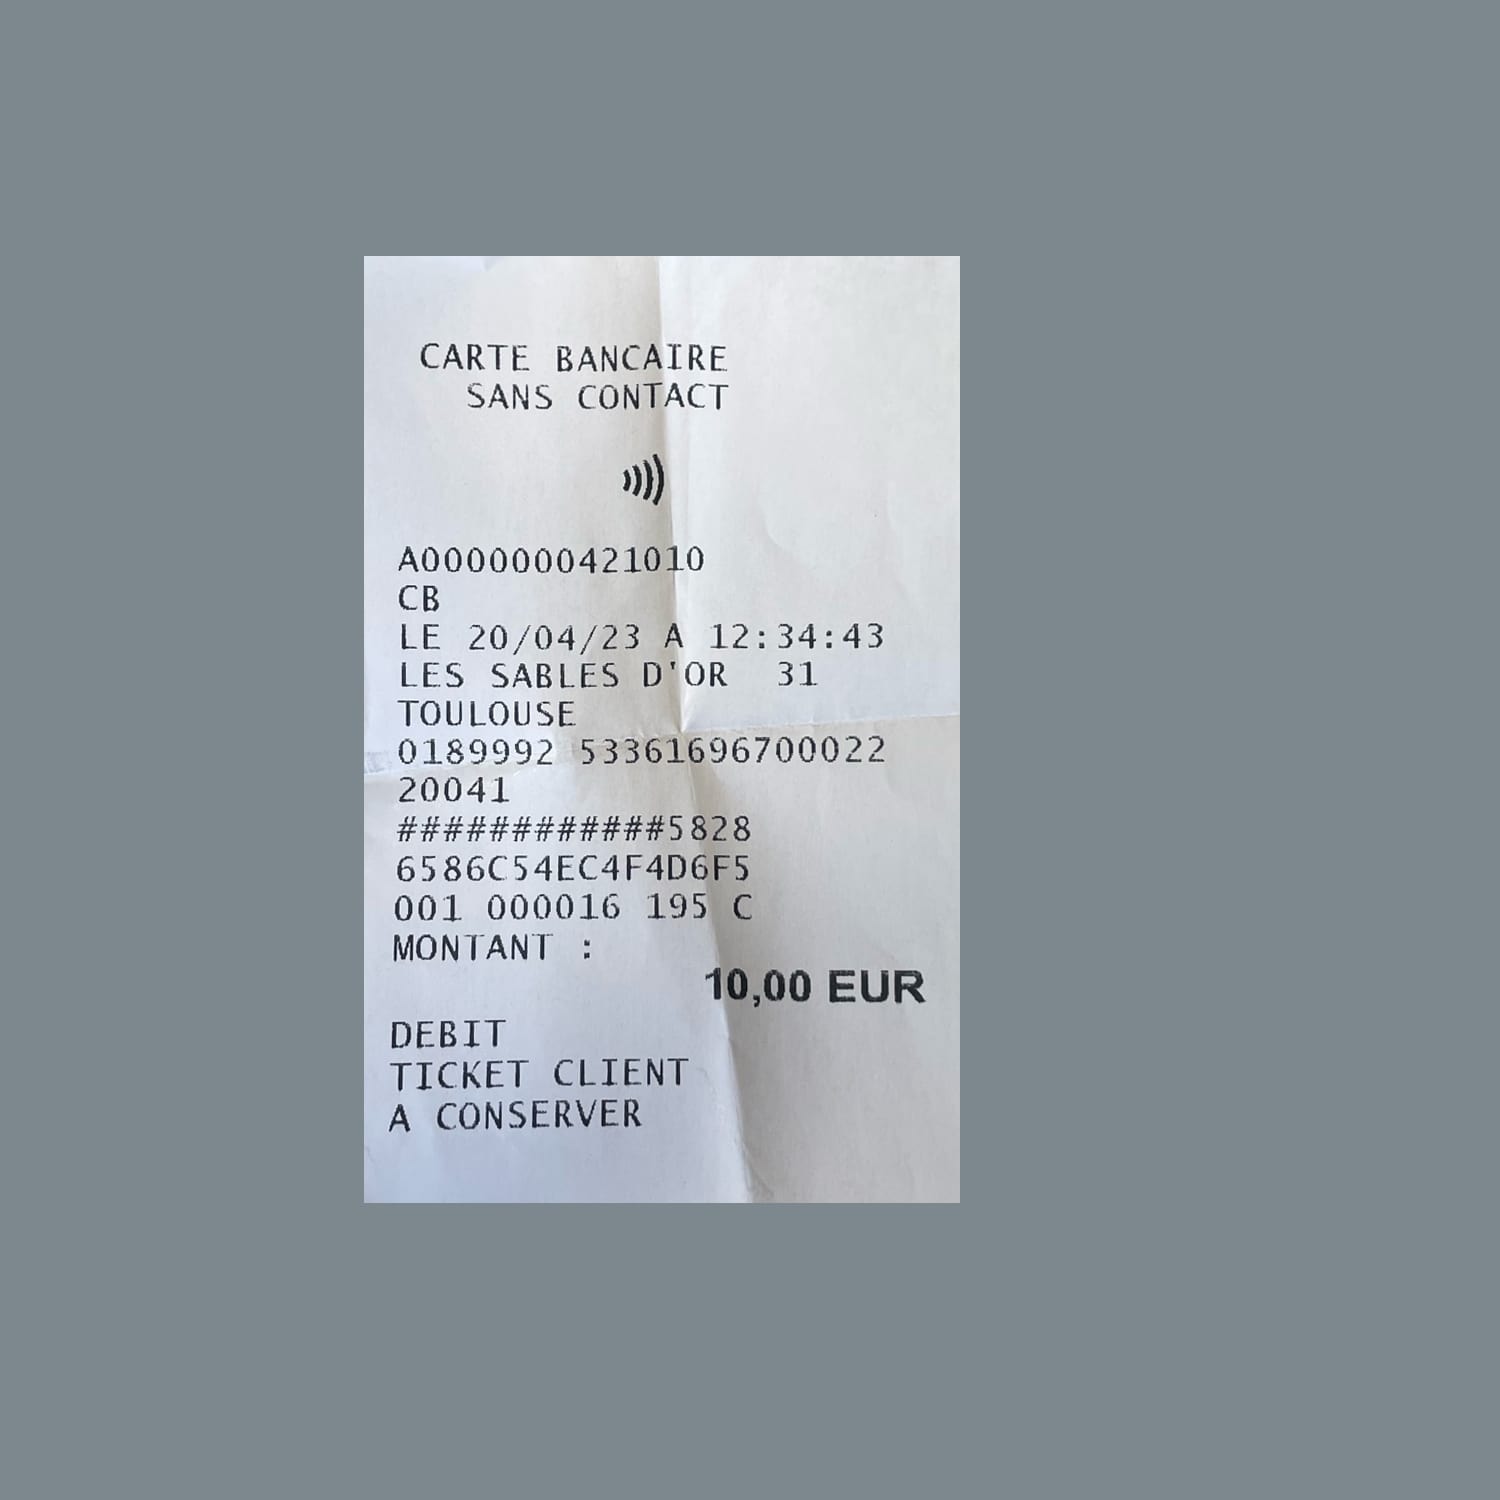 CARTE BANCAIRE
SANS CONTACT
A0000000421010
CB
LE 20/04/23 A 12:34:43
LES SABLES D'OR 31
TOULOUSE
0189992 53361696700022
20041
############5828
6586C54EC4F4D6F5
001 000016 195 C
MONTANT :
10,00 EUR
DEBIT
TICKET CLIENT
A CONSERVER